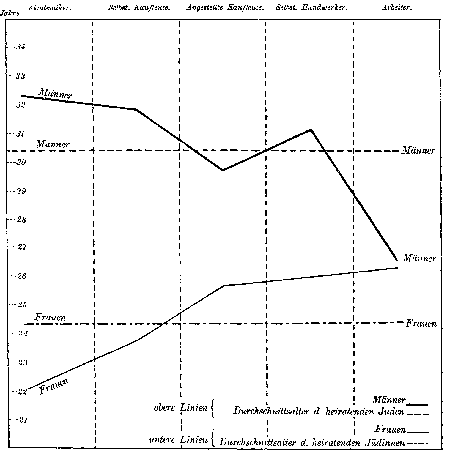 Jahre
Akademiker. Selbst. Kaufleute. Angestellte Kaufleute. Selbst. Handwerker. Arbeiter.
34
33
Männer
32
31
Männer Männer
30
29
28
27
Männer
26
25
Frauen Frauen
24
23
Frauen
22
21
Männer
obere Linien { Durchschnittsalter d. heiratenden Juden
Frauen
untere Linien { Durchschnittsalter d. heiratenden Jüdinnen